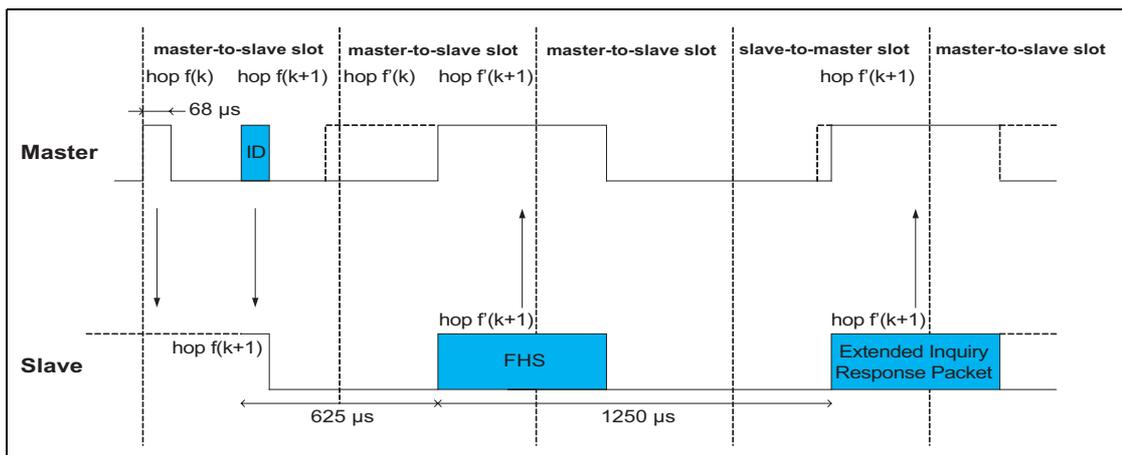 master-to-slave slot master-to-slave slot master-to-slave slot slave-to-master slot master-to-slave slot
hop f(k) hop f(k+1) hop f'(k) hop f'(k+1) hop f'(k+1)
68 µs
Master
ID
hop f(k+1)
hop f'(k+1)
hop f'(k+1)
Slave
FHS
Extended Inquiry
Response Packet
625 µs
1250 µs